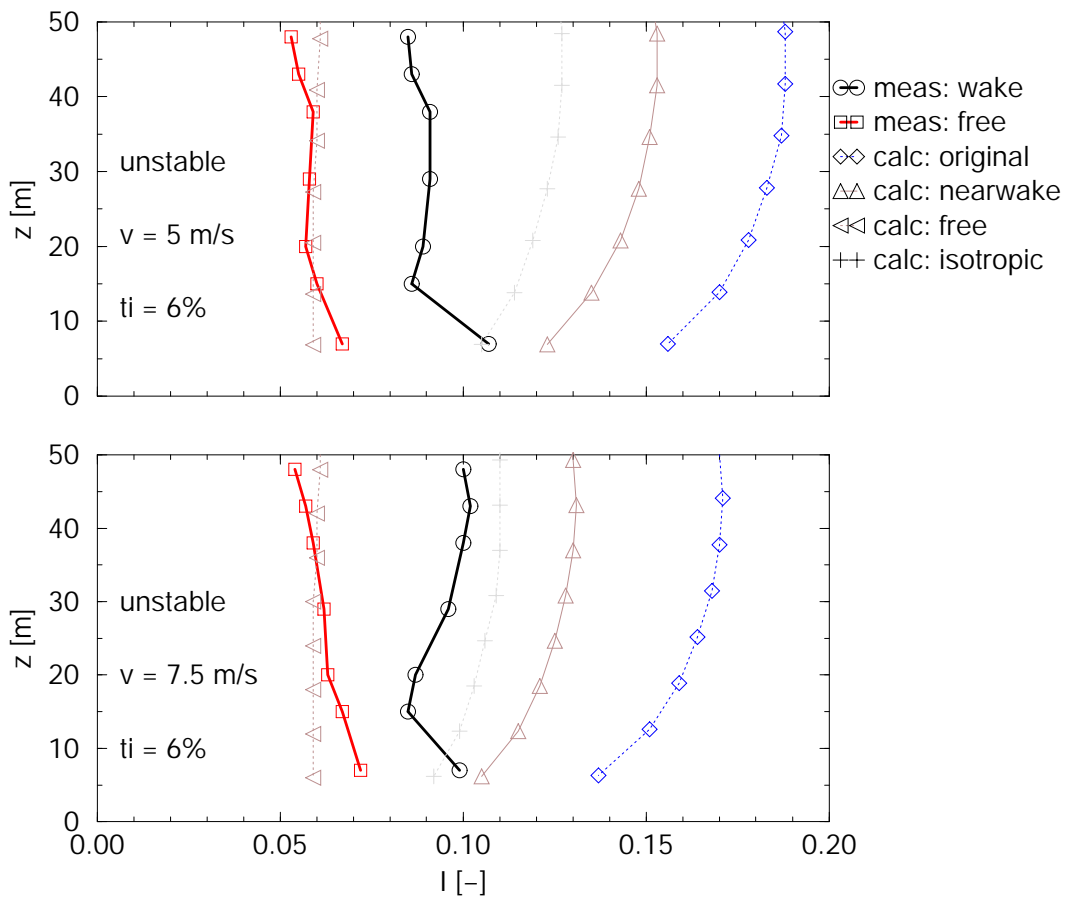 50
40
30
20
10
0
z [m]
unstable
v = 5 m/s
ti = 6%
meas: wake
meas: free
calc: original
calc: nearwake
calc: free
calc: isotropic
50
40
30
20
10
0
z [m]
unstable
v = 7.5 m/s
ti = 6%
0.00 0.05 0.10 0.15 0.20
I [–]